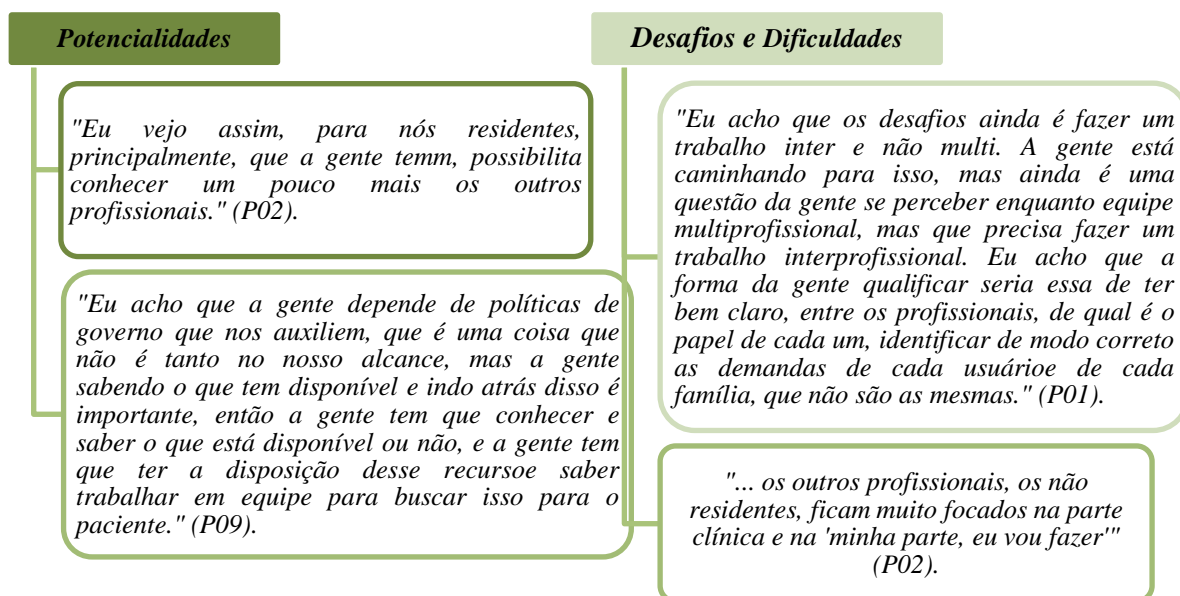 Potencialidades
"Eu vejo assim, para nós residentes,
principalmente, que a gente temm, possibilita
conhecer um pouco mais os outros
profissionais." (P02).
"Eu acho que a gente depende de políticas de
governo que nos auxiliem, que é uma coisa que
não é tanto no nosso alcance, mas a gente
sabendo o que tem disponível e indo atrás disso é
importante, então a gente tem que conhecer e
saber o que está disponível ou não, e a gente tem
que ter a disposição desse recursoe saber
trabalhar em equipe para buscar isso para o
paciente." (P09).
Desafios e Dificuldades
"Eu acho que os desafios ainda é fazer um
trabalho inter e não multi. A gente está
caminhando para isso, mas ainda é uma
questão da gente se perceber enquanto equipe
multiprofissional, mas que precisa fazer um
trabalho interprofissional. Eu acho que a
forma da gente qualificar seria essa de ter
bem claro, entre os profissionais, de qual é o
papel de cada um, identificar de modo correto
as demandas de cada usuárioe de cada
família, que não são as mesmas." (P01).
"... os outros profissionais, os não
residentes, ficam muito focados na parte
clínica e na 'minha parte, eu vou fazer'"
(P02).